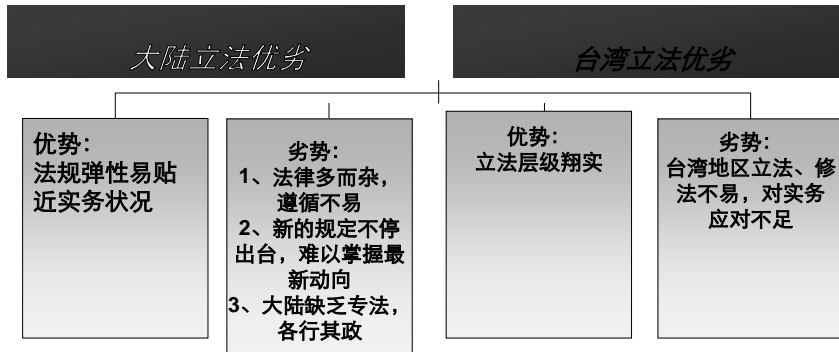 大陆立法优劣
台湾立法优劣
优势：
法规弹性易贴
近实务状况
劣势：
1、法律多而杂，
遵循不易
2、新的规定不停
出台，难以掌握最
新动向
3、大陆缺乏专法，
各行其政
优势：
立法层级翔实
劣势：
台湾地区立法、修
法不易，对实务
应对不足